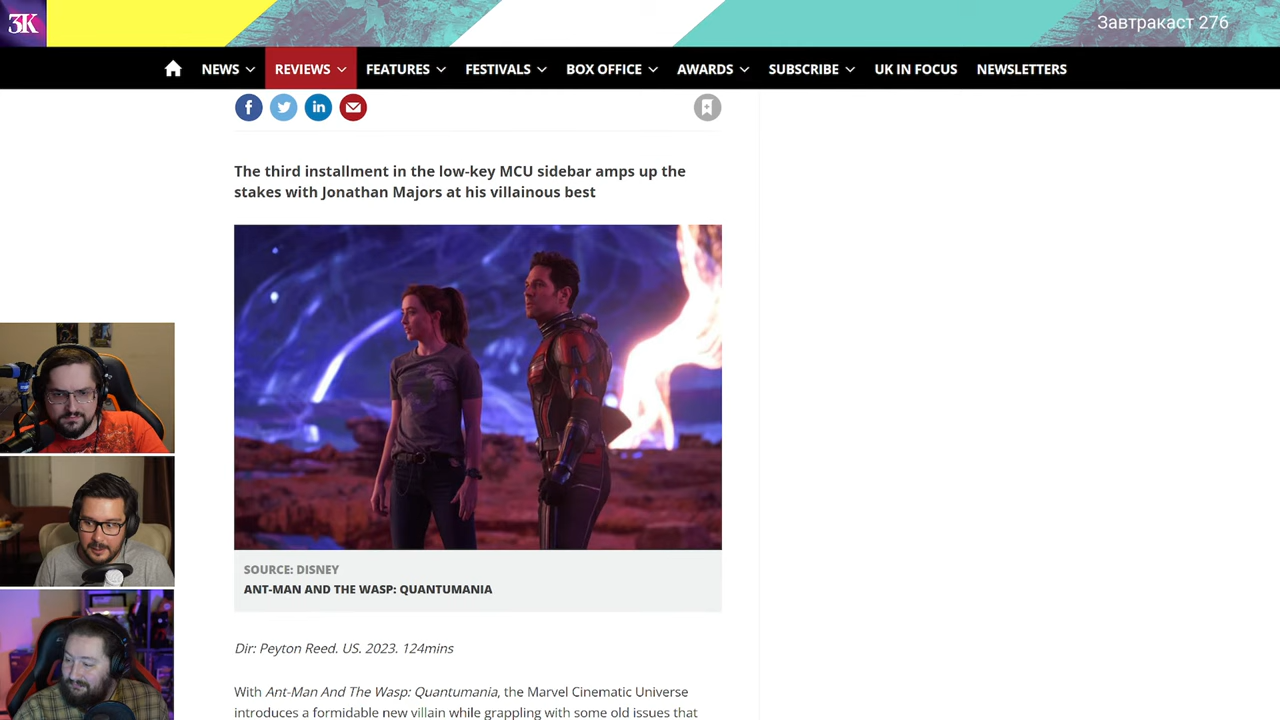 ЗK
Завтракаст 276
NEWS REVIEWS FEATURES FESTIVALS BOX OFFICE AWARDS SUBSCRIBE UK IN FOCUS NEWSLETTERS
f in
The third installment in the low-key MCU sidebar amps up the
stakes with Jonathan Majors at his villainous best
SOURCE: DISNEY
ANT-MAN AND THE WASP: QUANTUMANIA
Dir: Peyton Reed. US. 2023. 124mins
With Ant-Man And The Wasp: Quantumania, the Marvel Cinematic Universe
introduces a formidable new villain while grappling with some old issues that